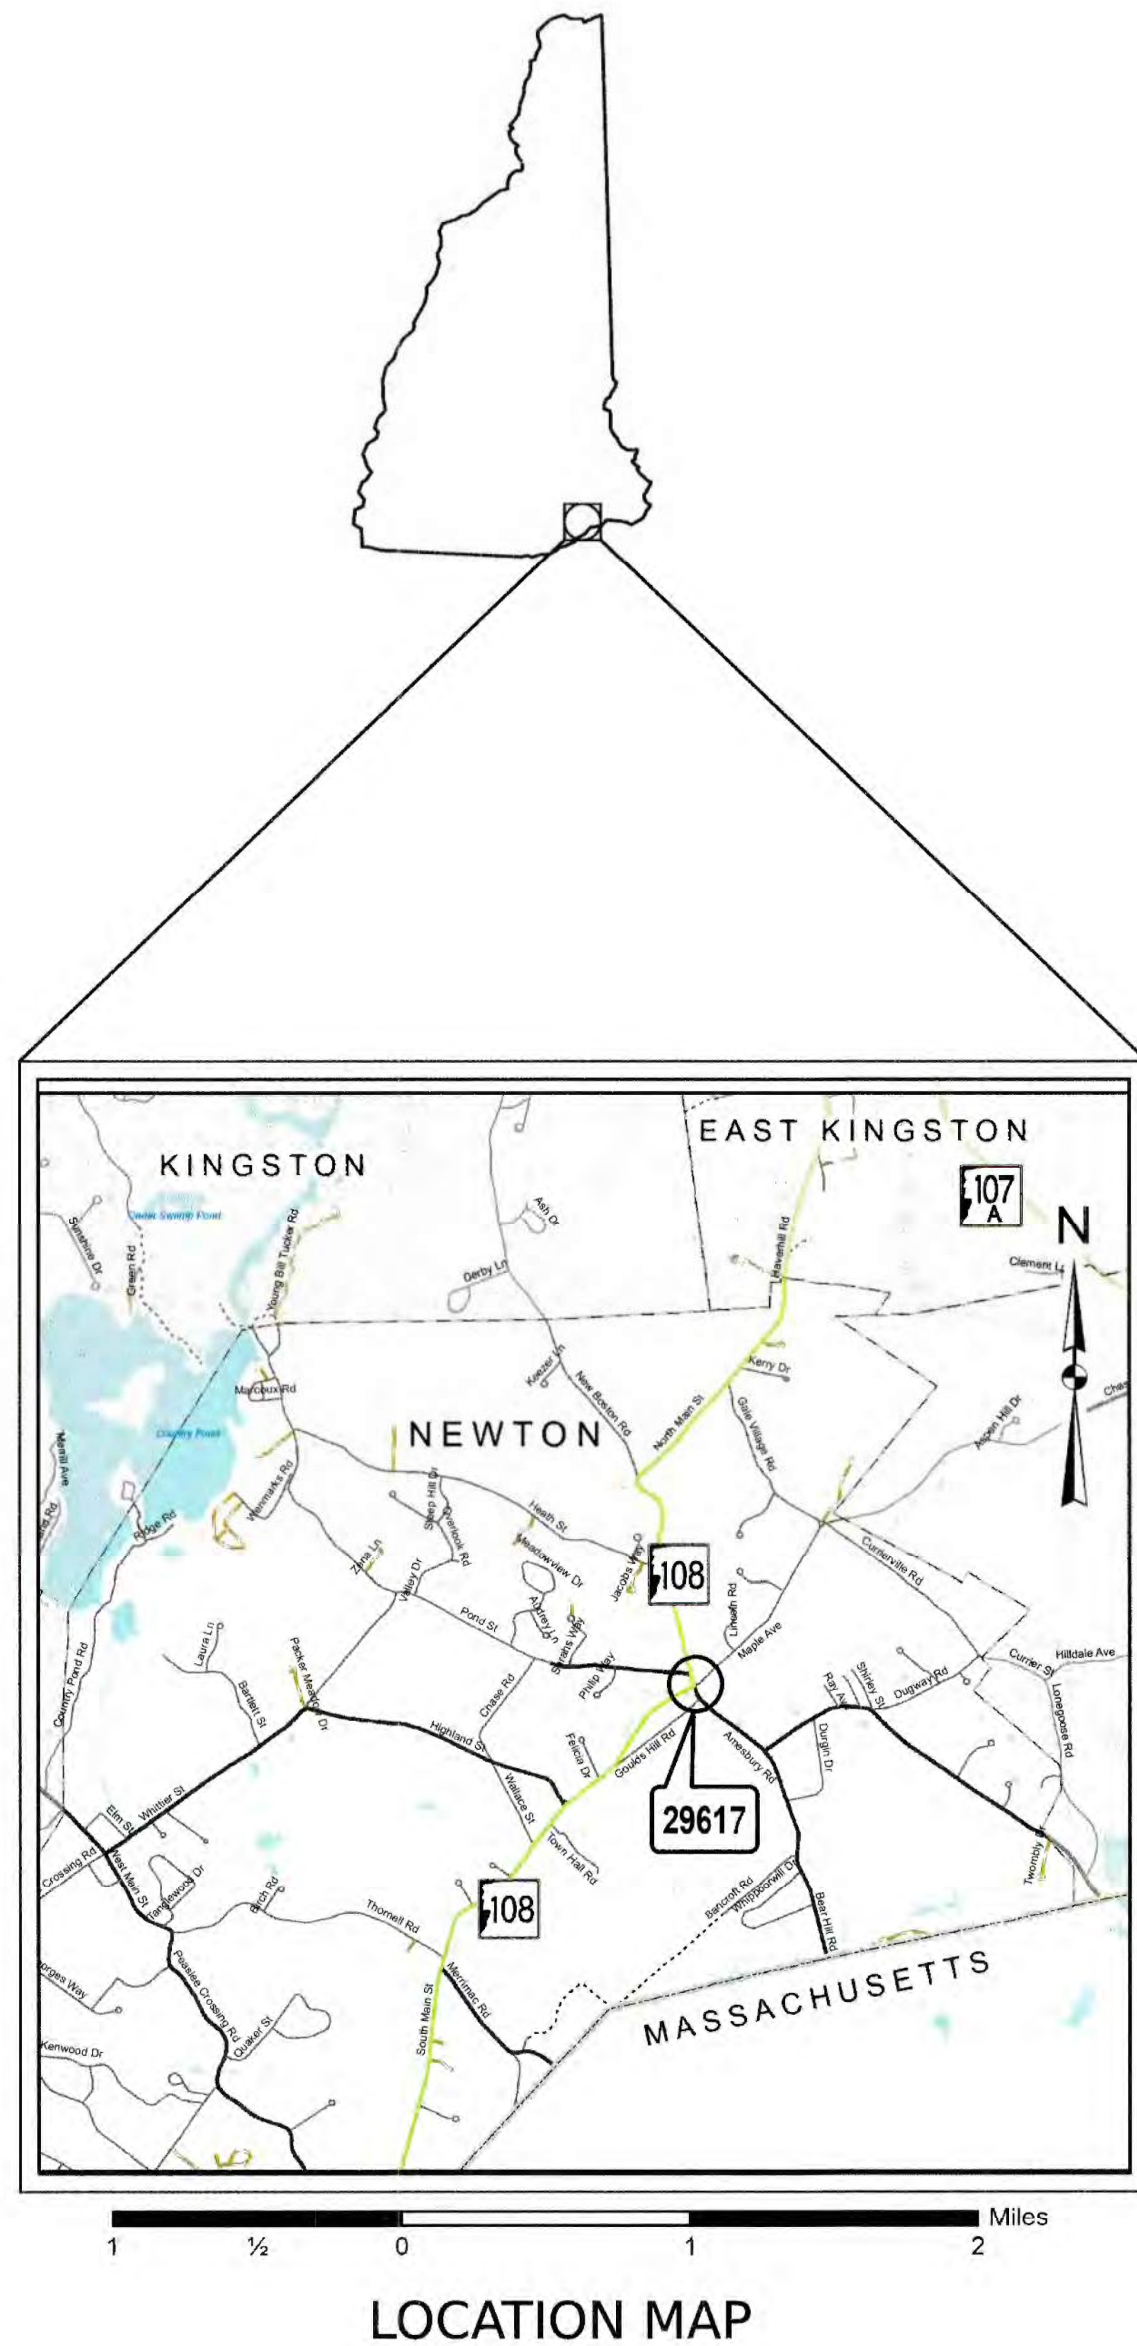 KINGSTON
EAST KINGSTON
107
A
N
Sunshine Dr
Green Rd
Young Bill Tucker Rd
Ash Dr
Derby Ln
Haverhill Rd
Keezer Ln
New Boston Rd
Kerry Dr
North Main St
Gale Village Rd
Aspen Hill Dr
Marcoux Rd
Country Pond
NEWTON
Merrill Ave
Wenmarks Rd
Ridge Rd
Steep Hill Dr
Overlook Rd
Heath St
Meadowview Dr
Jacobs Way
108
Zena Ln
Valley Dr
Pond St
Audrey Ln
Sarahs Way
Philip Way
Lincoln Rd
Maple Ave
Currierville Rd
Currier St
Hilldale Ave
Laura Ln
Bartlett St
Country Pond Rd
Chase Rd
Highland St
Felicia Dr
Goulds Hill Rd
Amesbury Rd
Ray Av
Shirley St
Dugway Rd
Durgin Dr
Lonegoose Rd
29617
Whittier St
Elm St
Crossing Rd
West Main St
Tanglewood Dr
Wallace St
Town Hall Rd
Twombly Dr
Bancroft Rd
Whippoorwill Dr
Bear Hill Rd
Birch Rd
Thornell Rd
108
Peaslee Crossing Rd
Quaker St
Merrimac Rd
South Main St
orges Way
Kenwood Dr
MASSACHUSETTS
Miles
1 ½ 0 1 2
LOCATION MAP